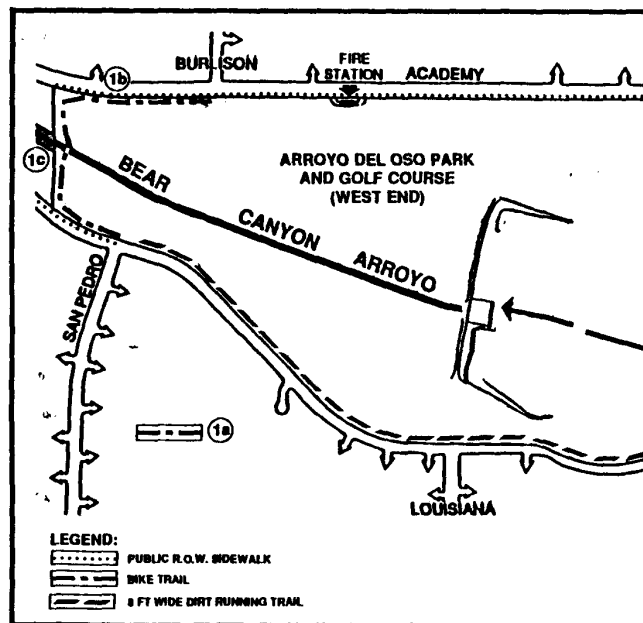 BURLISON
FIRE
STATION
ACADEMY
1b
1c
BEAR
CANYON
ARROYO
ARROYO DEL OSO PARK
AND GOLF COURSE
(WEST END)
SAN PEDRO
1a
LOUISIANA
LEGEND:
PUBLIC R.O.W. SIDEWALK
BIKE TRAIL
8 FT WIDE DIRT RUNNING TRAIL